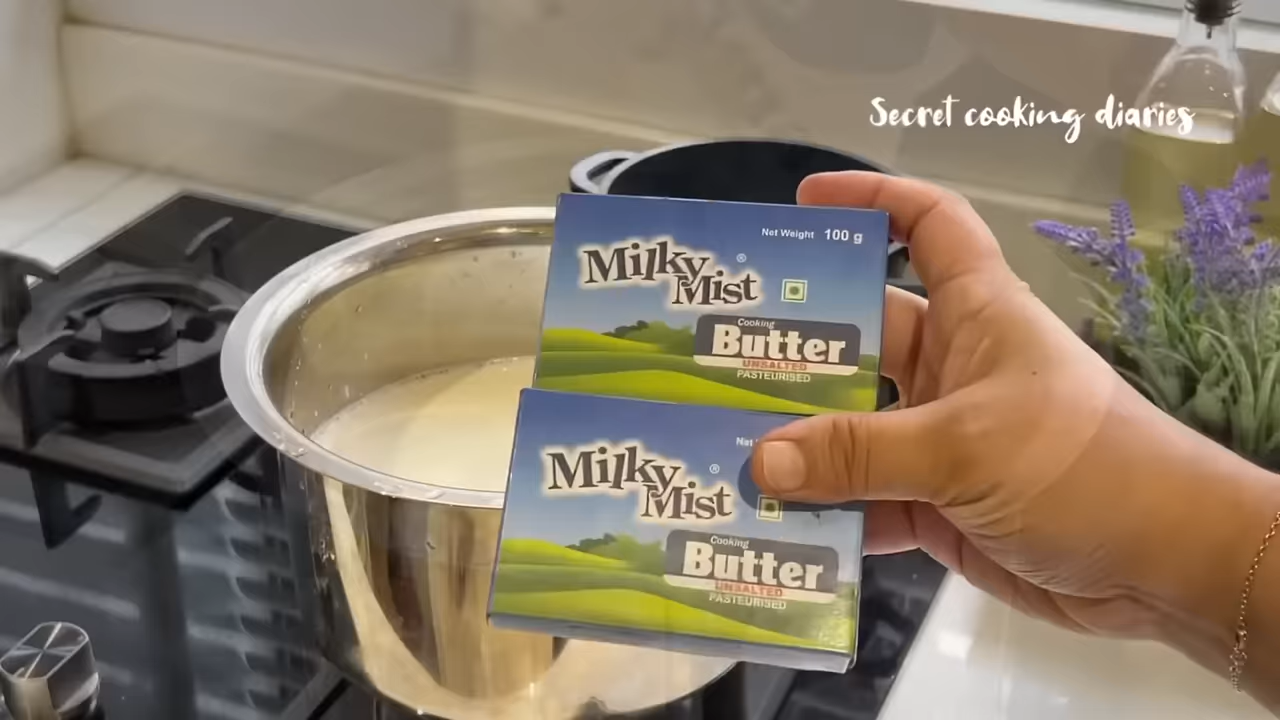 Secret cooking diaries
Net Weight 100 g
Milky
Mist
®
Cooking
Butter
UNSALTED
PASTEURISED
Milky
Mist
®
Cooking
Butter
UNSALTED
PASTEURISED